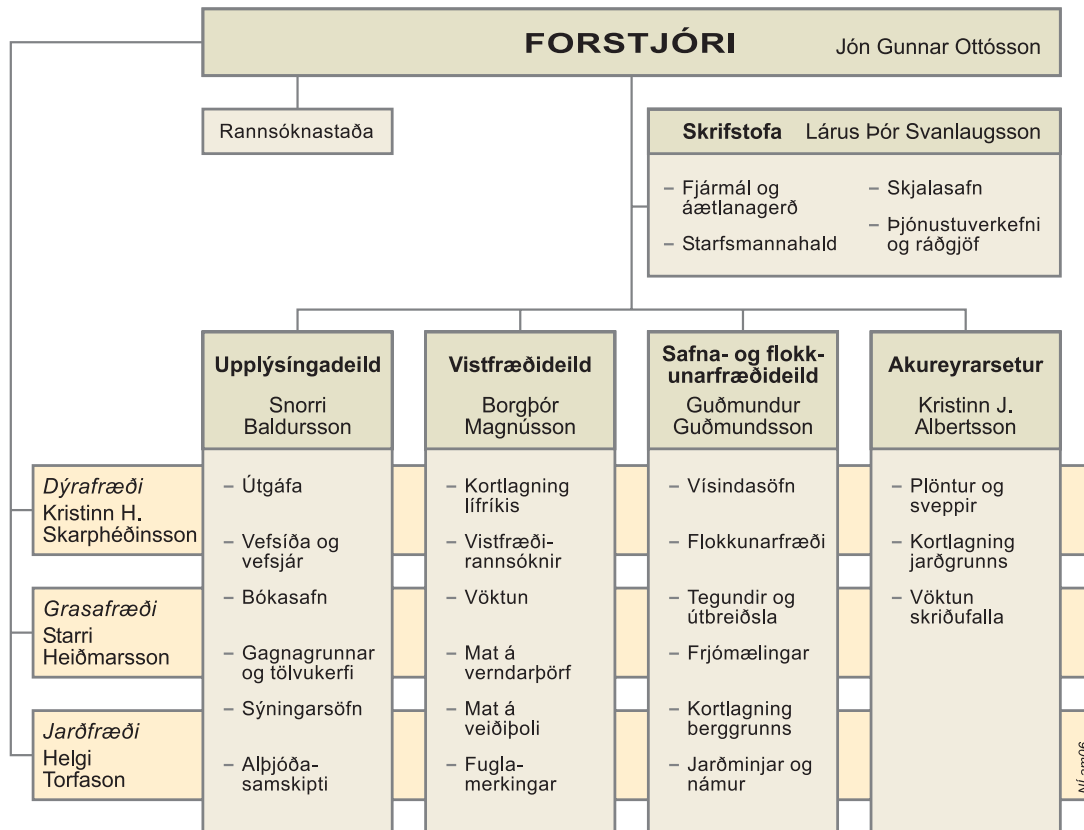 FORSTJÓRI Jón Gunnar Ottósson
Rannsóknastaða
Skrifstofa Lárus Þór Svanlaugsson
– Fjármál og
áætlanagerð
– Starfsmannahald
– Skjalasafn
– Þjónustuverkefni
og ráðgjöf
Upplýsingadeild
Snorri
Baldursson
– Útgáfa
– Vefsíða og
vefsjár
– Bókasafn
– Gagnagrunnar
og tölvukerfi
– Sýningarsöfn
– Alþjóða-
samskipti
Vistfræðideild
Borgþór
Magnússon
– Kortlagning
lífríkis
– Vistfræði-
rannsóknir
– Vöktun
– Mat á
verndarþörf
– Mat á
veiðiþoli
– Fugla-
merkingar
Safna- og flokk-
unarfræðideild
Guðmundur
Guðmundsson
– Vísindasöfn
– Flokkunarfræði
– Tegundir og
útbreiðsla
– Frjómælingar
– Kortlagning
berggrunns
– Jarðminjar og
námur
Akureyrarsetur
Kristinn J.
Albertsson
– Plöntur og
sveppir
– Kortlagning
jarðgrunns
– Vöktun
skriðufalla
Dýrafræði
Kristinn H.
Skarphéðinsson
Grasafræði
Starri
Heiðmarsson
Jarðfræði
Helgi
Torfason
NÍ am06